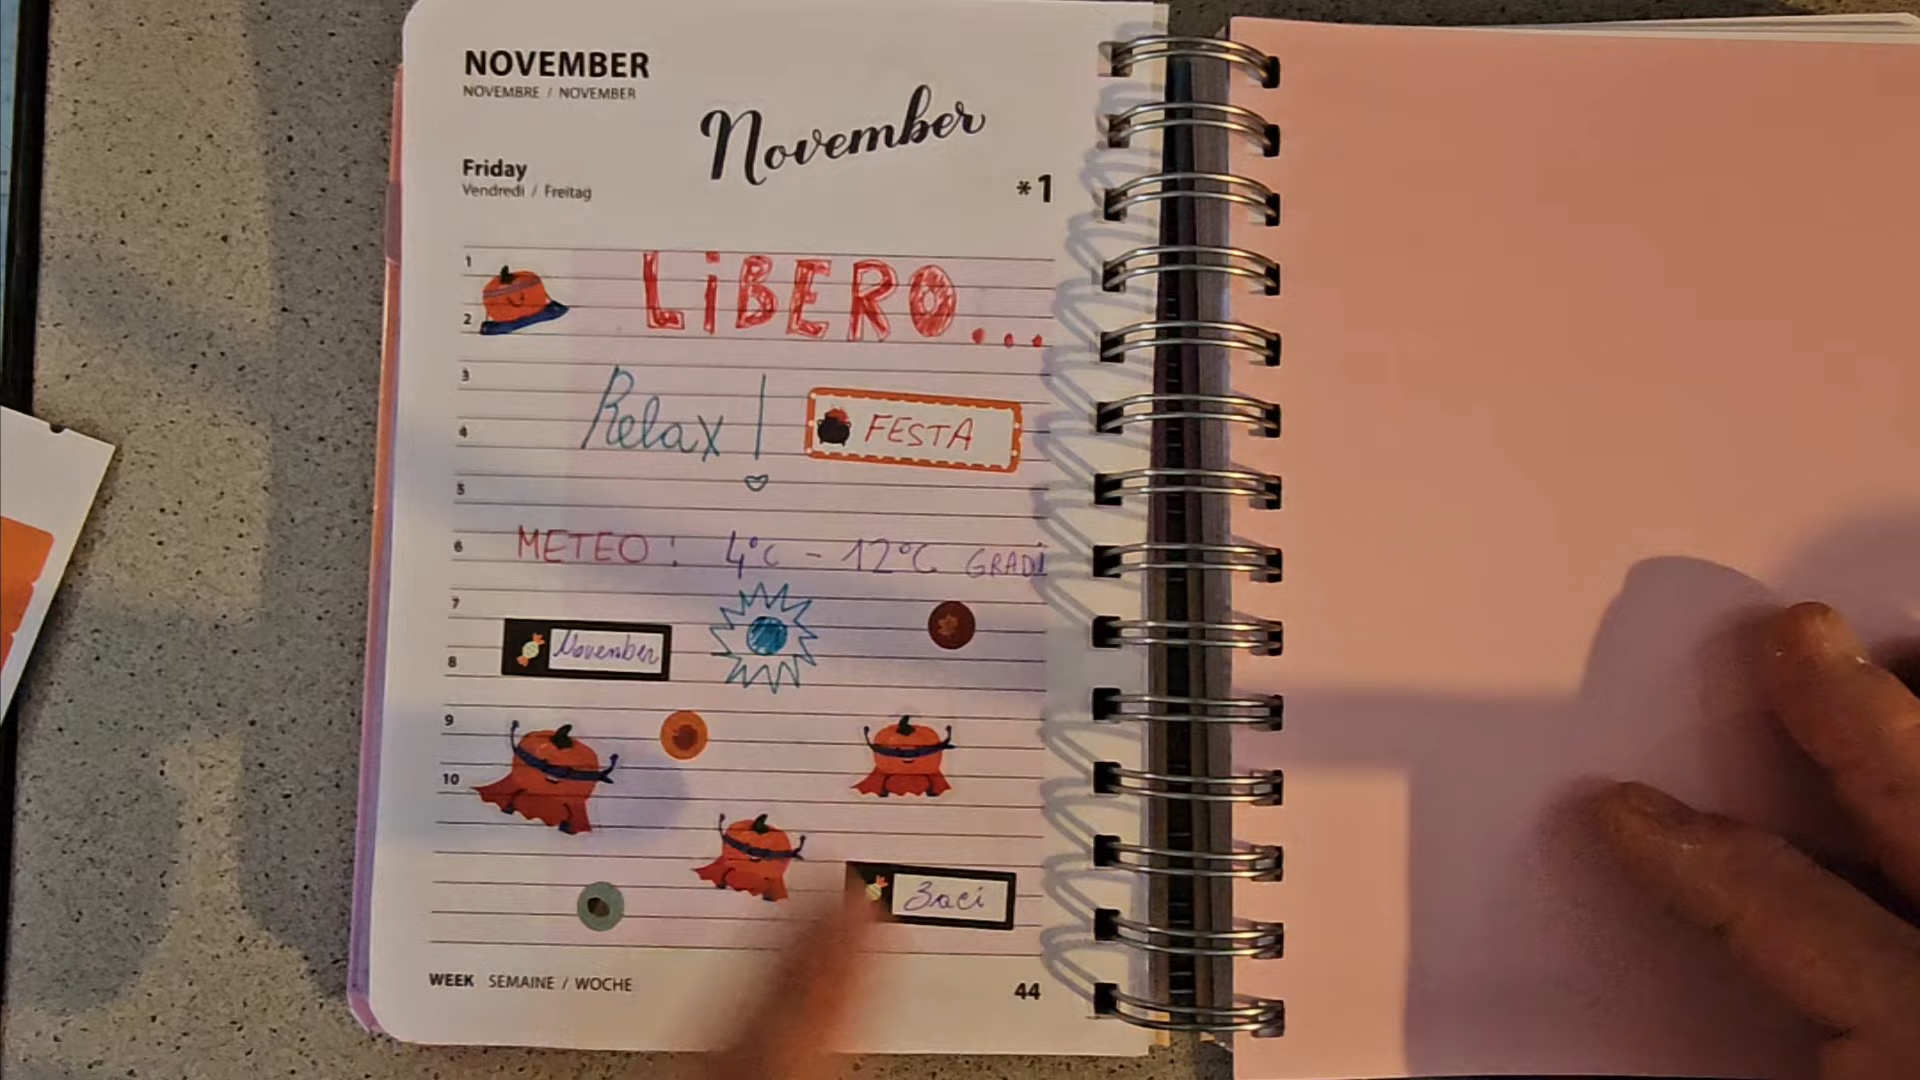 NOVEMBER
NOVEMBRE / NOVEMBER
November
Friday
Vendredi / Freitag
*1
1
LiBERO...
2
3
Relax!
FESTA
4
5
6
METEO: 4°C - 12°C GRADI
7
November
8
9
10
Baci
WEEK SEMAINE / WOCHE
44